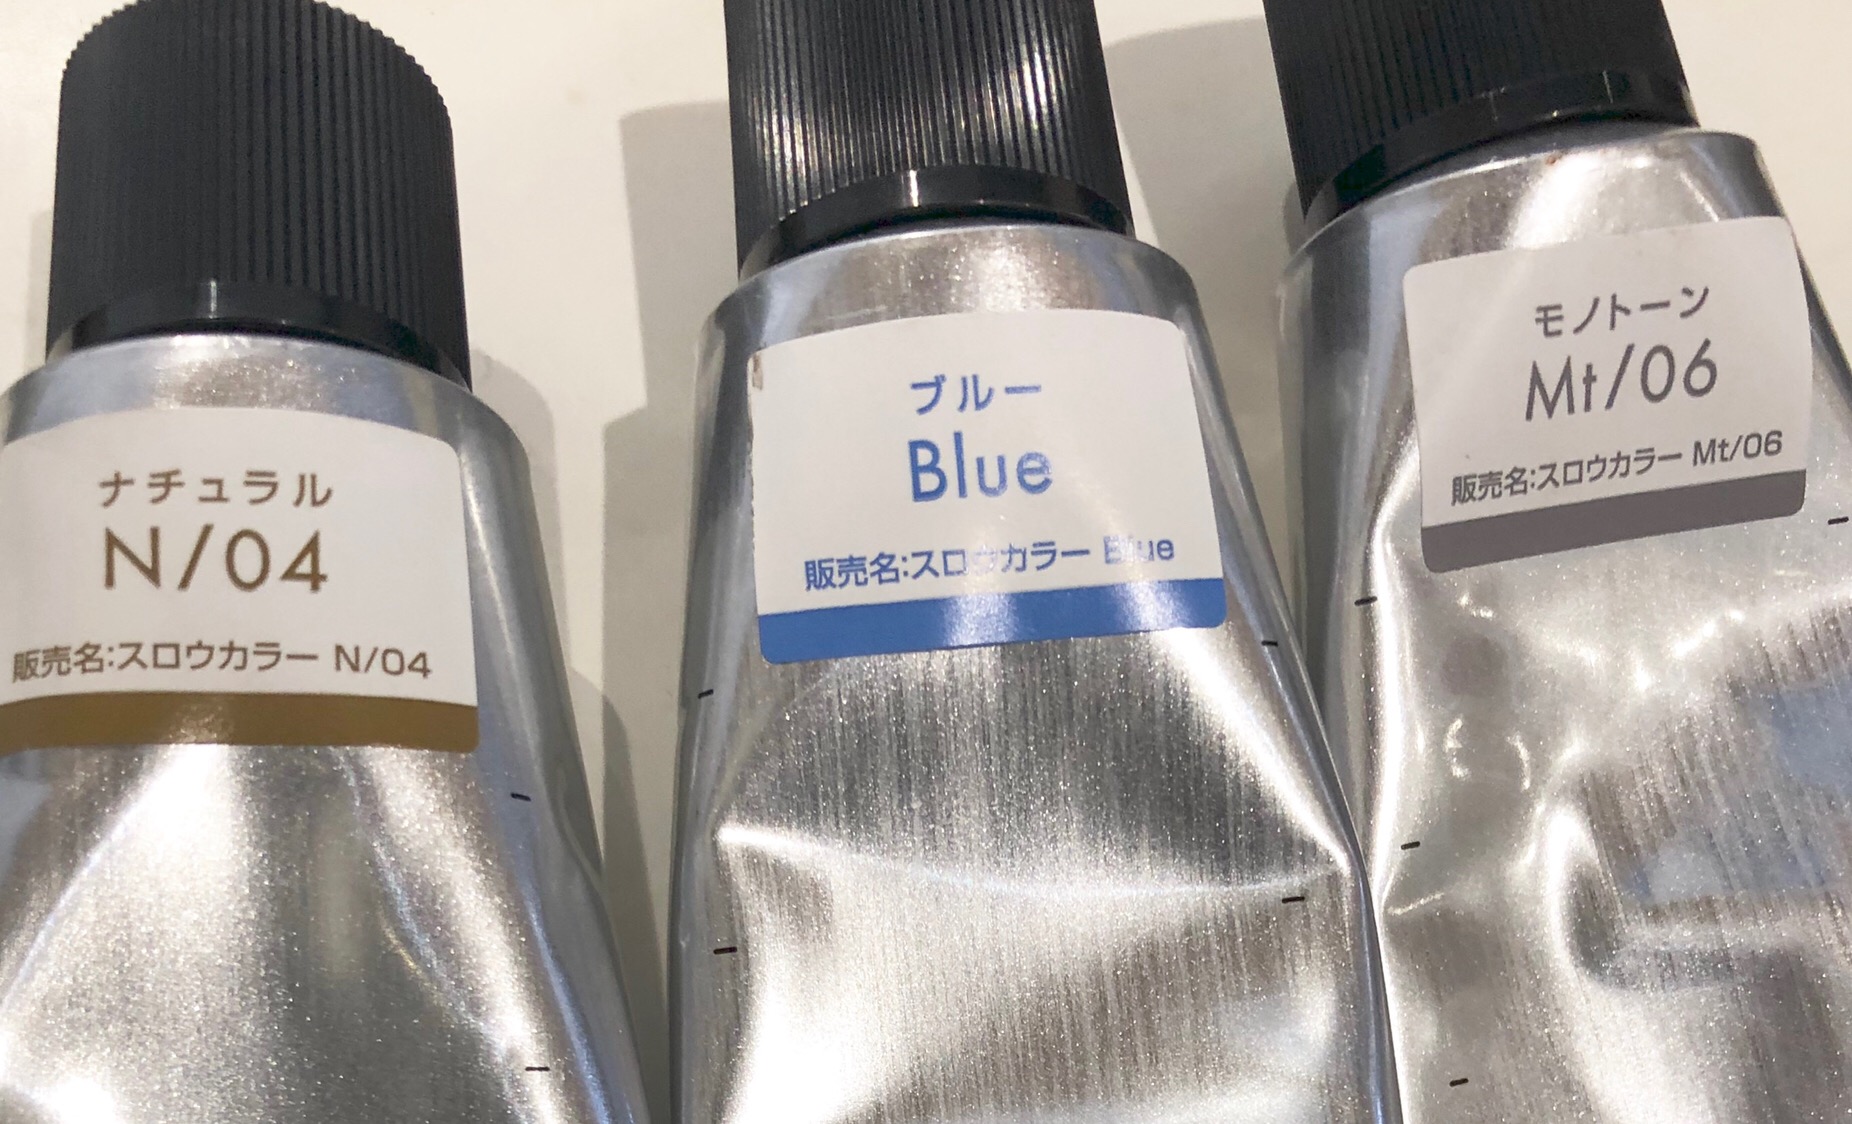 ナチュラル
N/04
販売名:スロウカラー N/04
ブルー
Blue
販売名:スロウカラー Blue
モノトーン
Mt/06
販売名:スロウカラー Mt/06